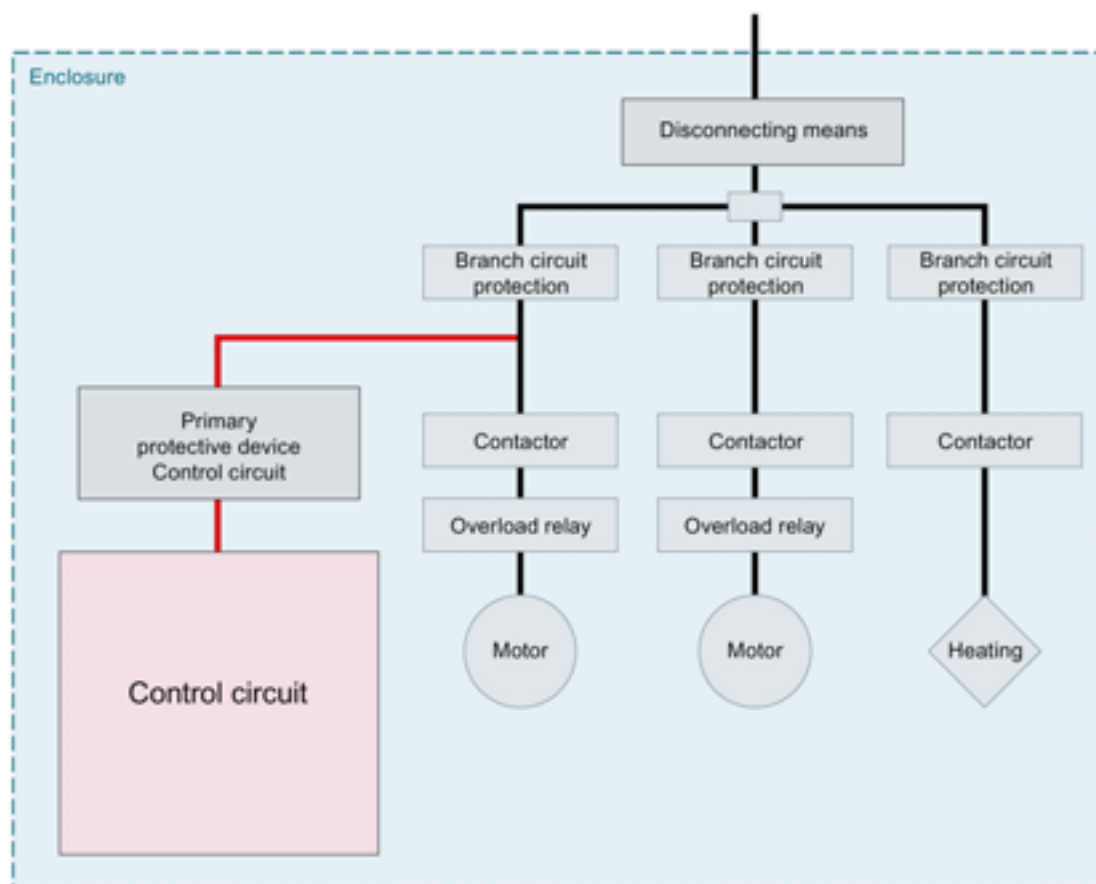 Enclosure
Disconnecting means
Branch circuit
protection
Branch circuit
protection
Branch circuit
protection
Primary
protective device
Control circuit
Contactor
Contactor
Contactor
Overload relay
Overload relay
Motor
Motor
Heating
Control circuit